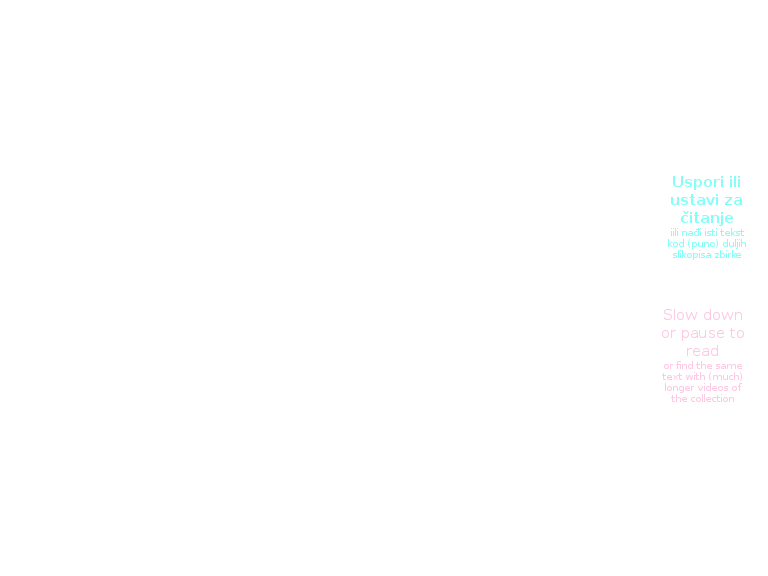 Uspori ili
ustavi za
čitanje
iili nađi isti tekst
kod (puno) duljih
slikopisa zbirke
Slow down
or pause to
read
or find the same
text with (much)
longer videos of
the collection